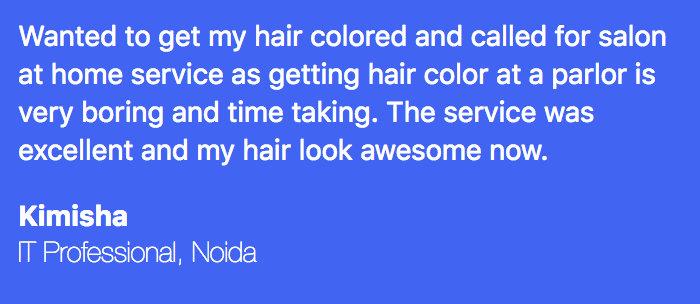 Wanted to get my hair colored and called for salon
at home service as getting hair color at a parlor is
very boring and time taking. The service was
excellent and my hair look awesome now.
Kimisha
IT Professional, Noida